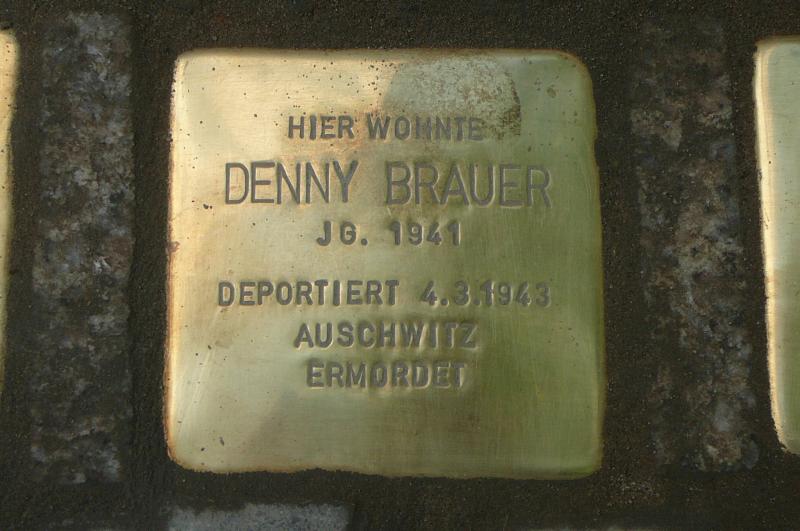 HIER WOHNTE
DENNY BRAUER
JG. 1941
DEPORTIERT 4.3.1943
AUSCHWITZ
ERMORDET